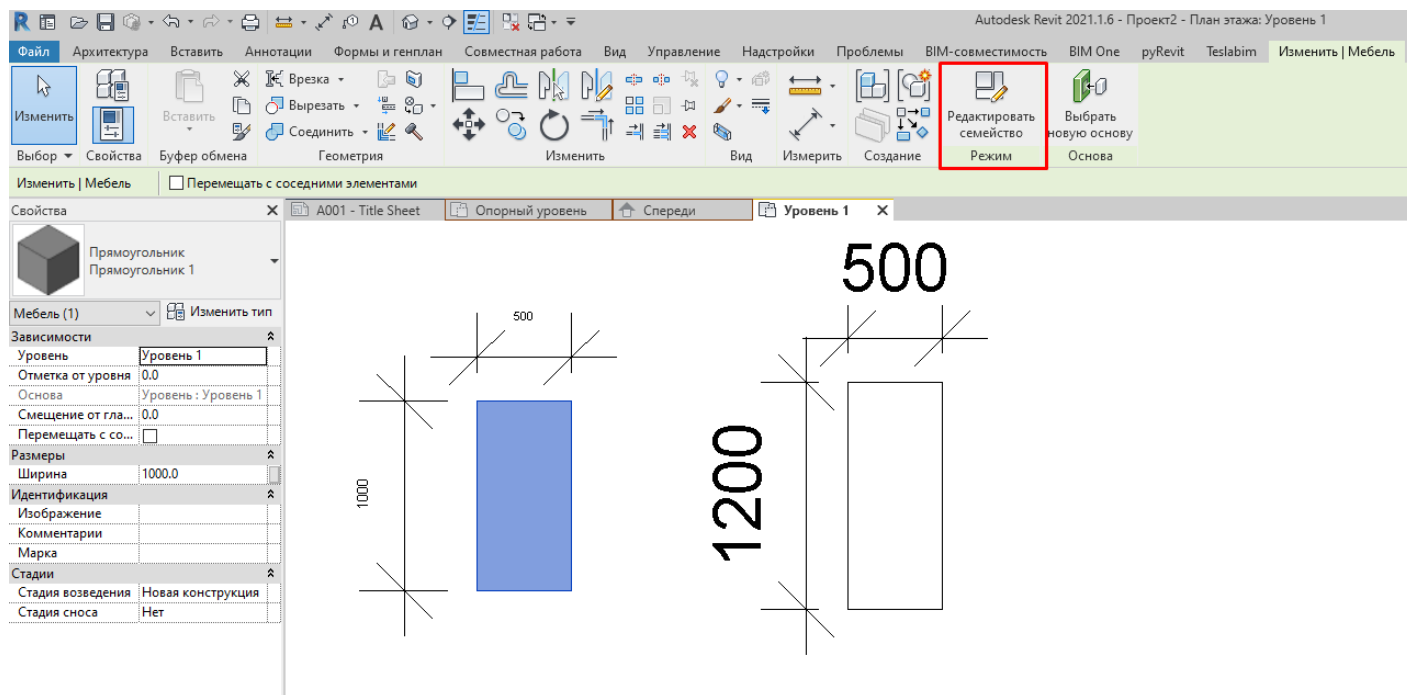 Autodesk Revit 2021.1.6 - Проект2 - План этажа: Уровень 1
Файл Архитектура Вставить Аннотации Формы и генплан Совместная работа Вид Управление Надстройки Проблемы BIM-совместимость BIM One pyRevit Teslabim Изменить | Мебель
Изменить
Вставить
Врезка
Вырезать
Соединить
Редактировать
семейство
Выбрать
новую основу
Выбор Свойства Буфер обмена Геометрия Изменить Вид Измерить Создание Режим Основа
Изменить | Мебель Перемещать с соседними элементами
Свойства
A001 - Title Sheet Опорный уровень Спереди Уровень 1
Прямоугольник
Прямоугольник 1
Мебель (1) Изменить тип
Зависимости
Уровень Уровень 1
Отметка от уровня 0.0
Основа Уровень : Уровень 1
Смещение от гла... 0.0
Перемещать с со...
Размеры
Ширина 1000.0
Идентификация
Изображение
Комментарии
Марка
Стадии
Стадия возведения Новая конструкция
Стадия сноса Нет
500
1000
500
1200